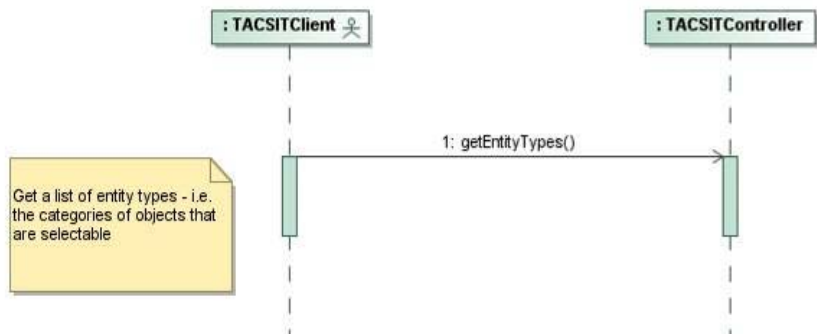 : TACSITClient
: TACSITController
1: getEntityTypes()
Get a list of entity types - i.e.
the categories of objects that
are selectable